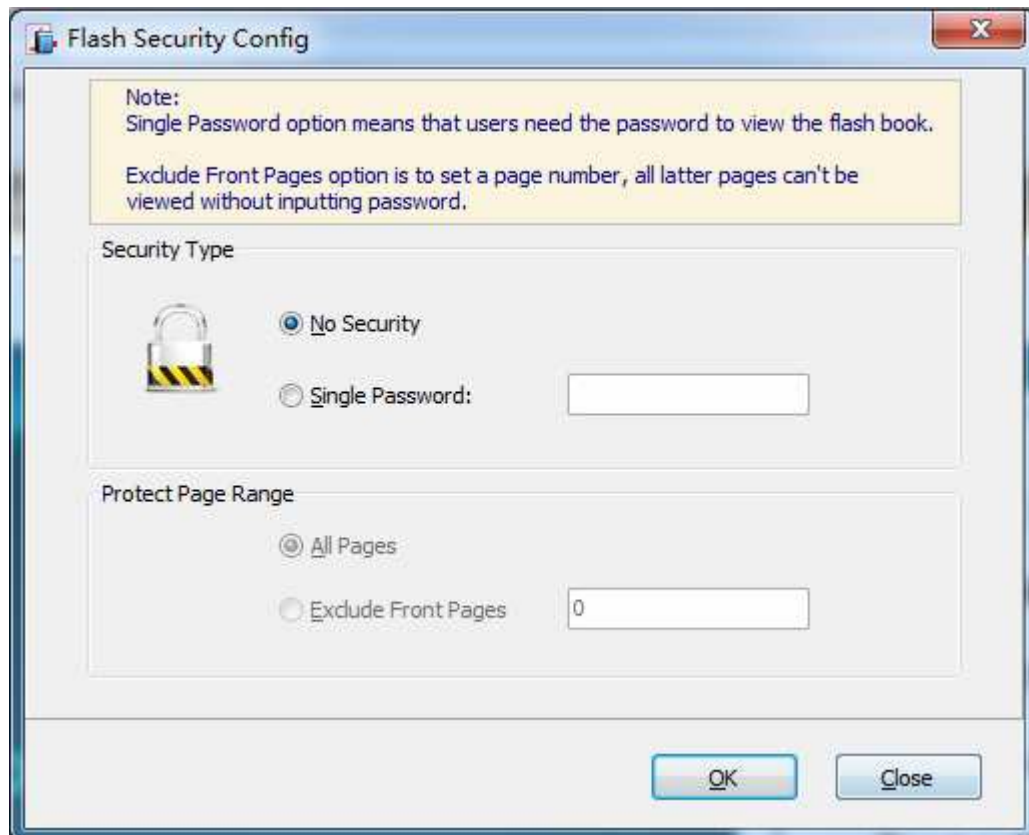 Flash Security Config
Note:
Single Password option means that users need the password to view the flash book.
Exclude Front Pages option is to set a page number, all latter pages can't be
viewed without inputting password.
Security Type
No Security
Single Password:
Protect Page Range
All Pages
Exclude Front Pages 0
OK Close